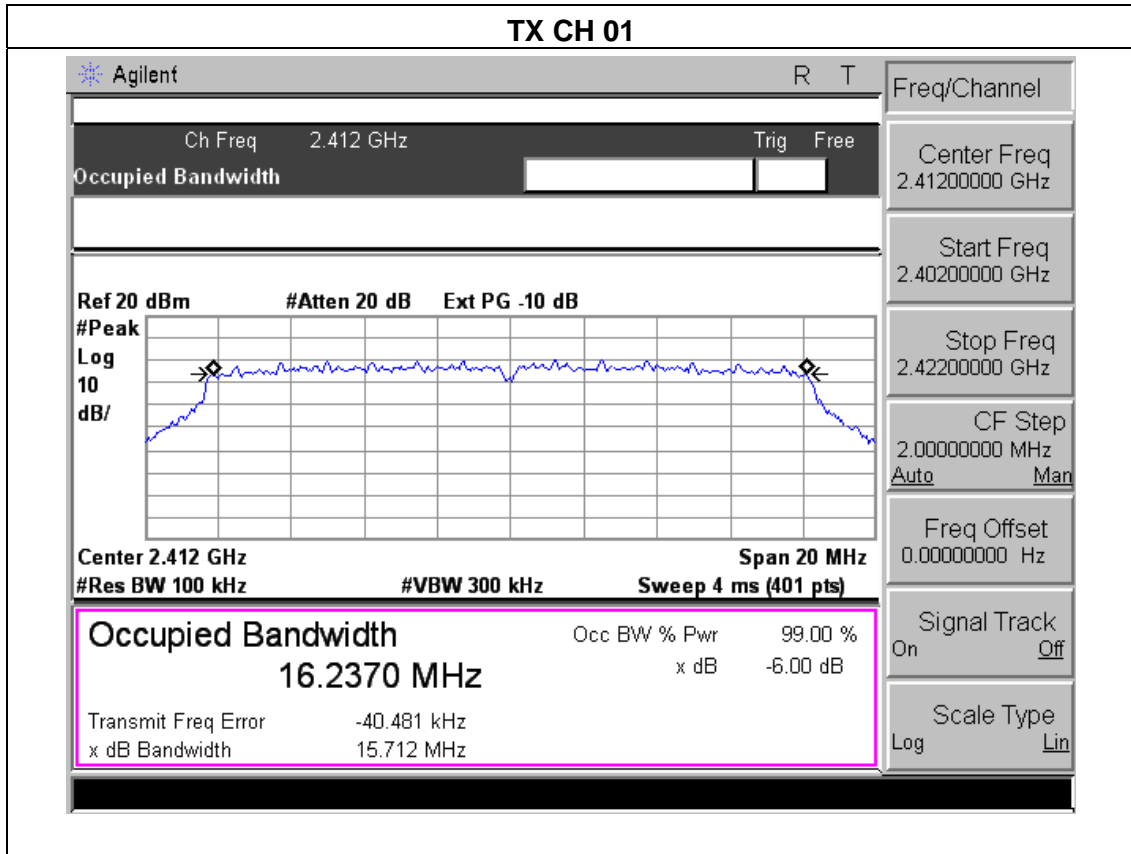 TX CH 01
Agilent R T
Ch Freq 2.412 GHz Trig Free
Occupied Bandwidth
Ref 20 dBm #Atten 20 dB Ext PG -10 dB
#Peak
Log
10
dB/
Center 2.412 GHz Span 20 MHz
#Res BW 100 kHz #VBW 300 kHz Sweep 4 ms (401 pts)
Occupied Bandwidth Occ BW % Pwr 99.00 %
16.2370 MHz x dB -6.00 dB
Transmit Freq Error -40.481 kHz
x dB Bandwidth 15.712 MHz
Freq/Channel
Center Freq
2.41200000 GHz
Start Freq
2.40200000 GHz
Stop Freq
2.42200000 GHz
CF Step
2.00000000 MHz
Auto Man
Freq Offset
0.00000000 Hz
Signal Track
On Off
Scale Type
Log Lin